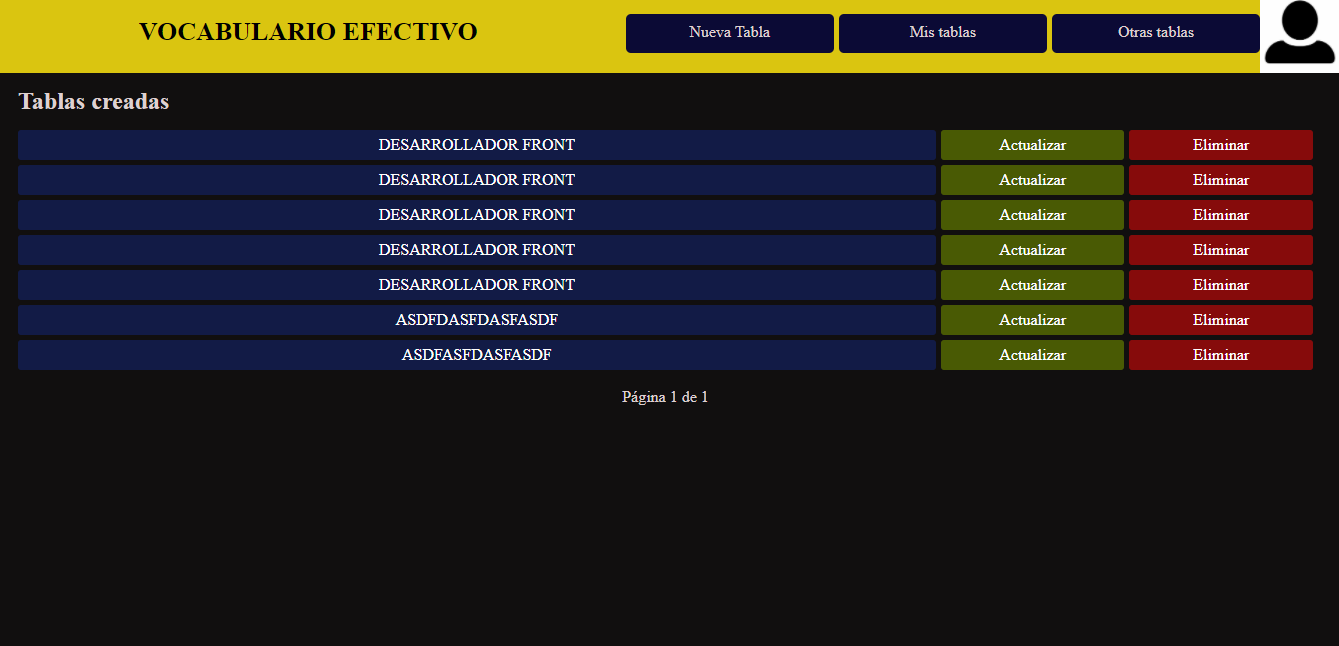 VOCABULARIO EFECTIVO Nueva Tabla Mis tablas Otras tablas
Tablas creadas
DESARROLLADOR FRONT Actualizar Eliminar
DESARROLLADOR FRONT Actualizar Eliminar
DESARROLLADOR FRONT Actualizar Eliminar
DESARROLLADOR FRONT Actualizar Eliminar
DESARROLLADOR FRONT Actualizar Eliminar
ASDFDASFDASFASDF Actualizar Eliminar
ASDFASFDASFASDF Actualizar Eliminar
Página 1 de 1